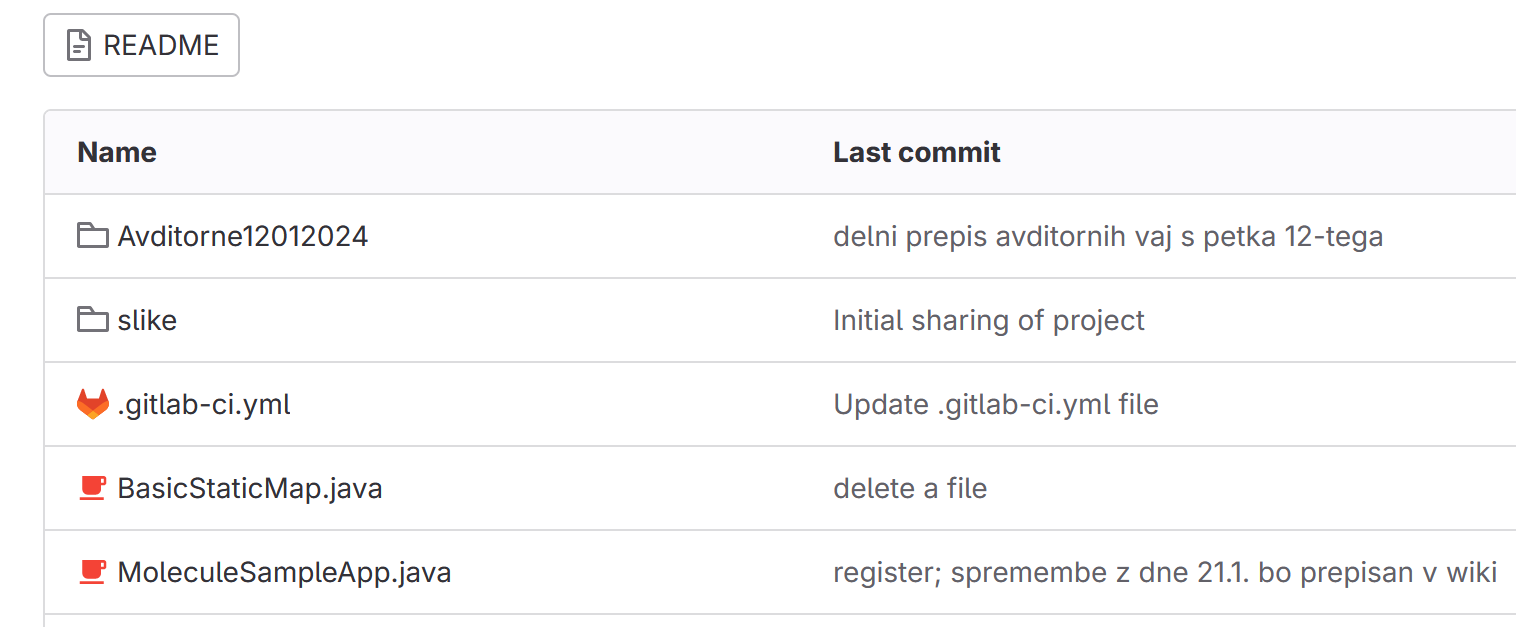 README
Name Last commit
Avditorne12012024 delni prepis avditornih vaj s petka 12-tega
slike Initial sharing of project
.gitlab-ci.yml Update .gitlab-ci.yml file
BasicStaticMap.java delete a file
MoleculeSampleApp.java register; spremembe z dne 21.1. bo prepisan v wiki